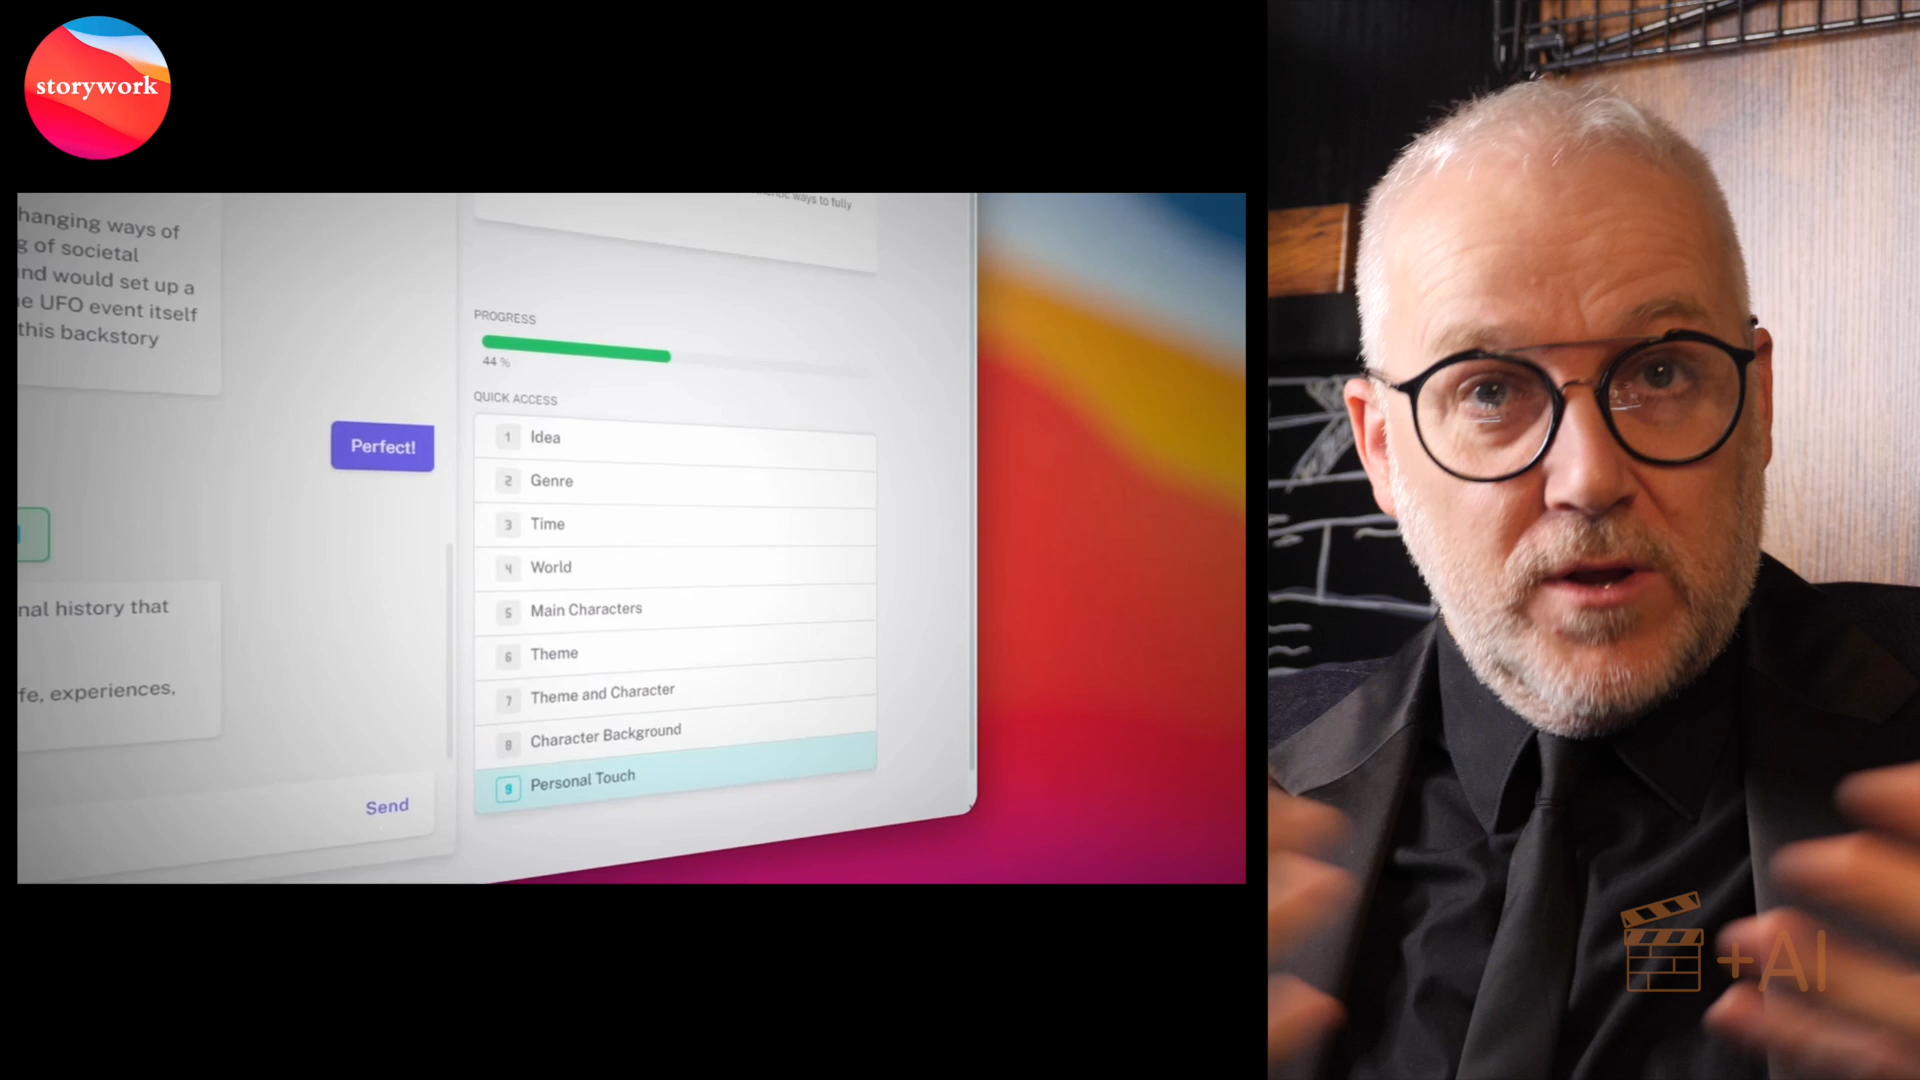 storywork
hanging ways of
g of societal
nd would set up a
e UFO event itself
this backstory
Perfect!
nal history that
fe, experiences,
Send
ways to fully
PROGRESS
44 %
QUICK ACCESS
1 Idea
2 Genre
3 Time
4 World
5 Main Characters
6 Theme
7 Theme and Character
8 Character Background
9 Personal Touch
+AI